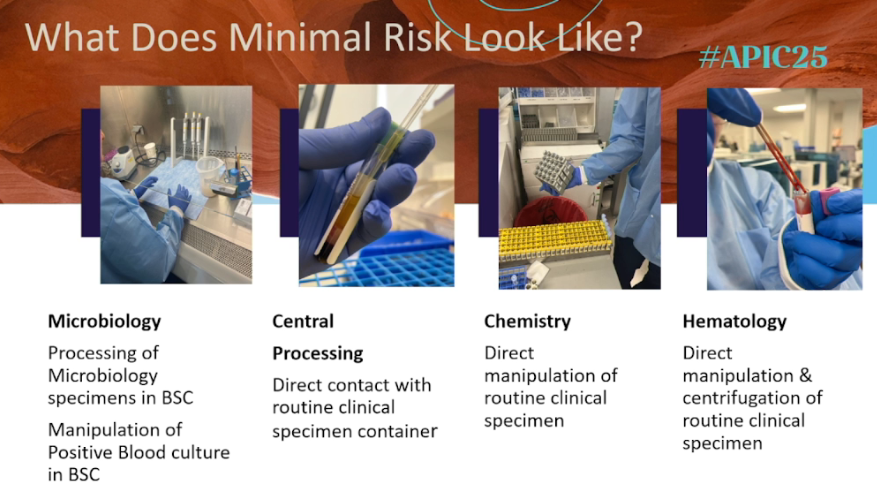 What Does Minimal Risk Look Like?
#APIC25
Microbiology
Processing of
Microbiology
specimens in BSC
Manipulation of
Positive Blood culture
in BSC
Central
Processing
Direct contact with
routine clinical
specimen container
Chemistry
Direct
manipulation of
routine clinical
specimen
Hematology
Direct
manipulation &
centrifugation of
routine clinical
specimen